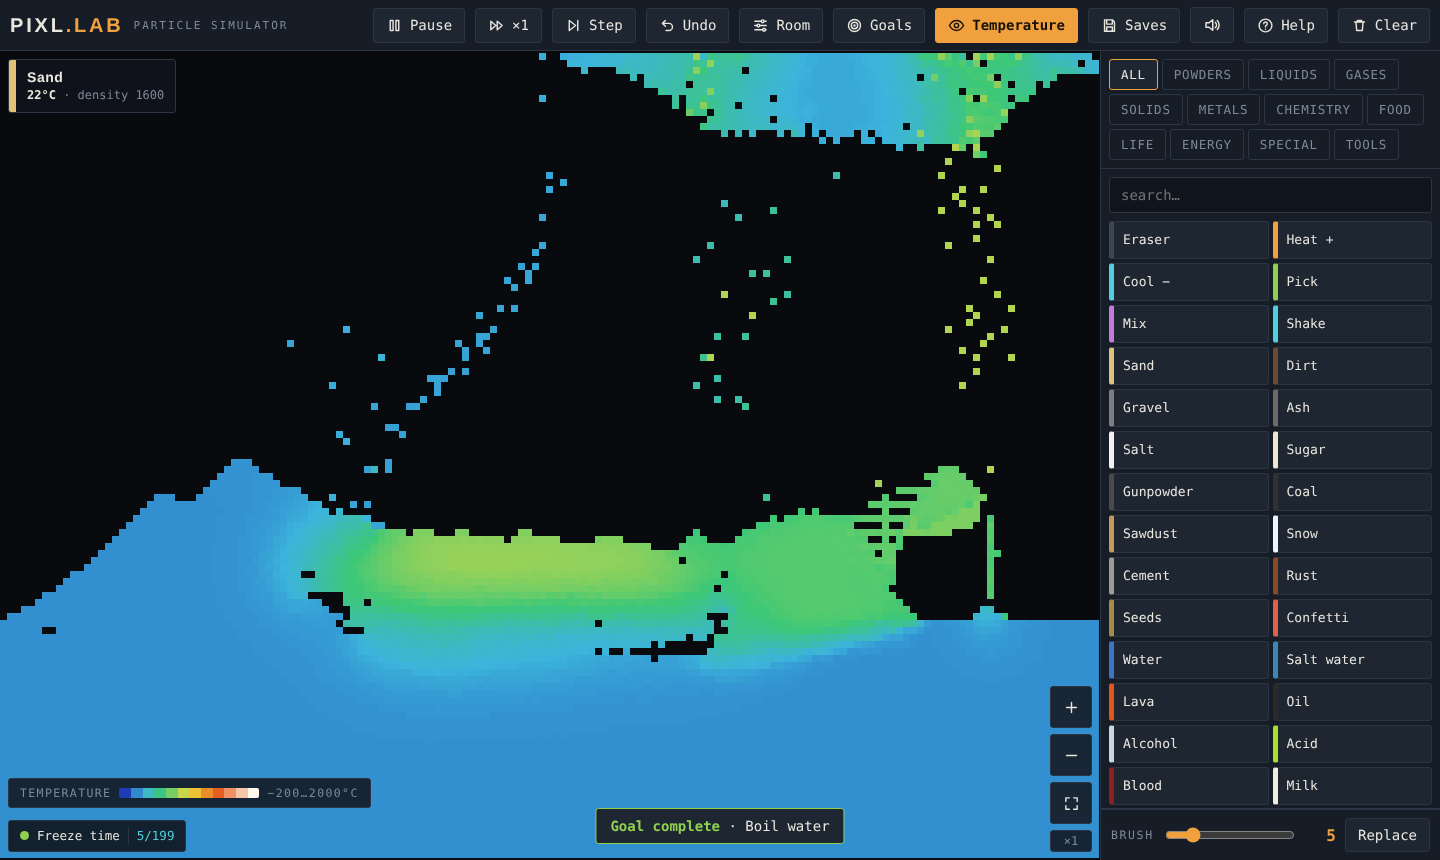 PIXL.LAB PARTICLE SIMULATOR Pause ×1 Step Undo Room Goals Temperature Saves Help Clear
Sand
22°C · density 1600
ALL POWDERS LIQUIDS GASES
SOLIDS METALS CHEMISTRY FOOD
LIFE ENERGY SPECIAL TOOLS
search…
Eraser Heat +
Cool − Pick
Mix Shake
Sand Dirt
Gravel Ash
Salt Sugar
Gunpowder Coal
Sawdust Snow
Cement Rust
Seeds Confetti
Water Salt water
Lava Oil
Alcohol Acid
Blood Milk
+
−
×1
TEMPERATURE −200…2000°C
Freeze time 5/199
Goal complete · Boil water
BRUSH 5 Replace